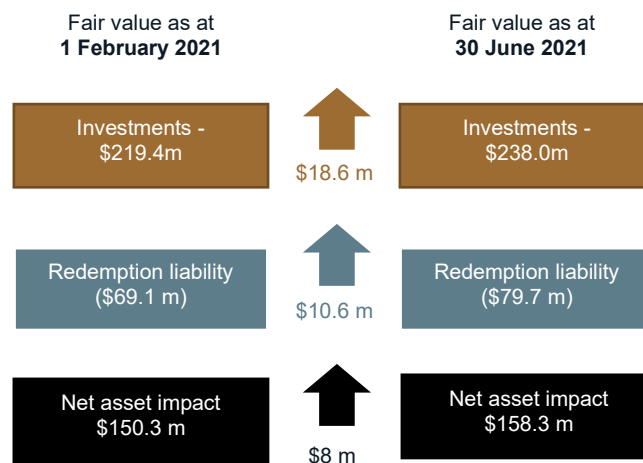 Fair value as at
1 February 2021
Fair value as at
30 June 2021
Investments -
$219.4m
$18.6 m
Investments -
$238.0m
Redemption liability
($69.1 m)
$10.6 m
Redemption liability
($79.7 m)
Net asset impact
$150.3 m
$8 m
Net asset impact
$158.3 m